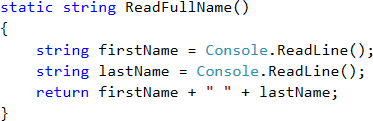 static string ReadFullName()
{
    string firstName = Console.ReadLine();
    string lastName = Console.ReadLine();
    return firstName + " " + lastName;
}